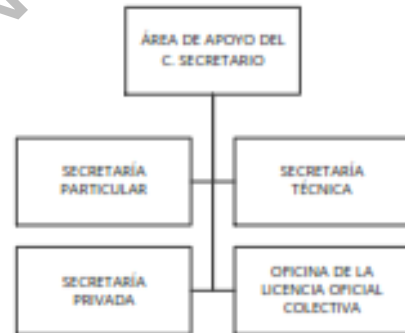 ÁREA DE APOYO DEL
C. SECRETARIO
SECRETARÍA
PARTICULAR
SECRETARÍA
TÉCNICA
SECRETARÍA
PRIVADA
OFICINA DE LA
LICENCIA OFICIAL
COLECTIVA